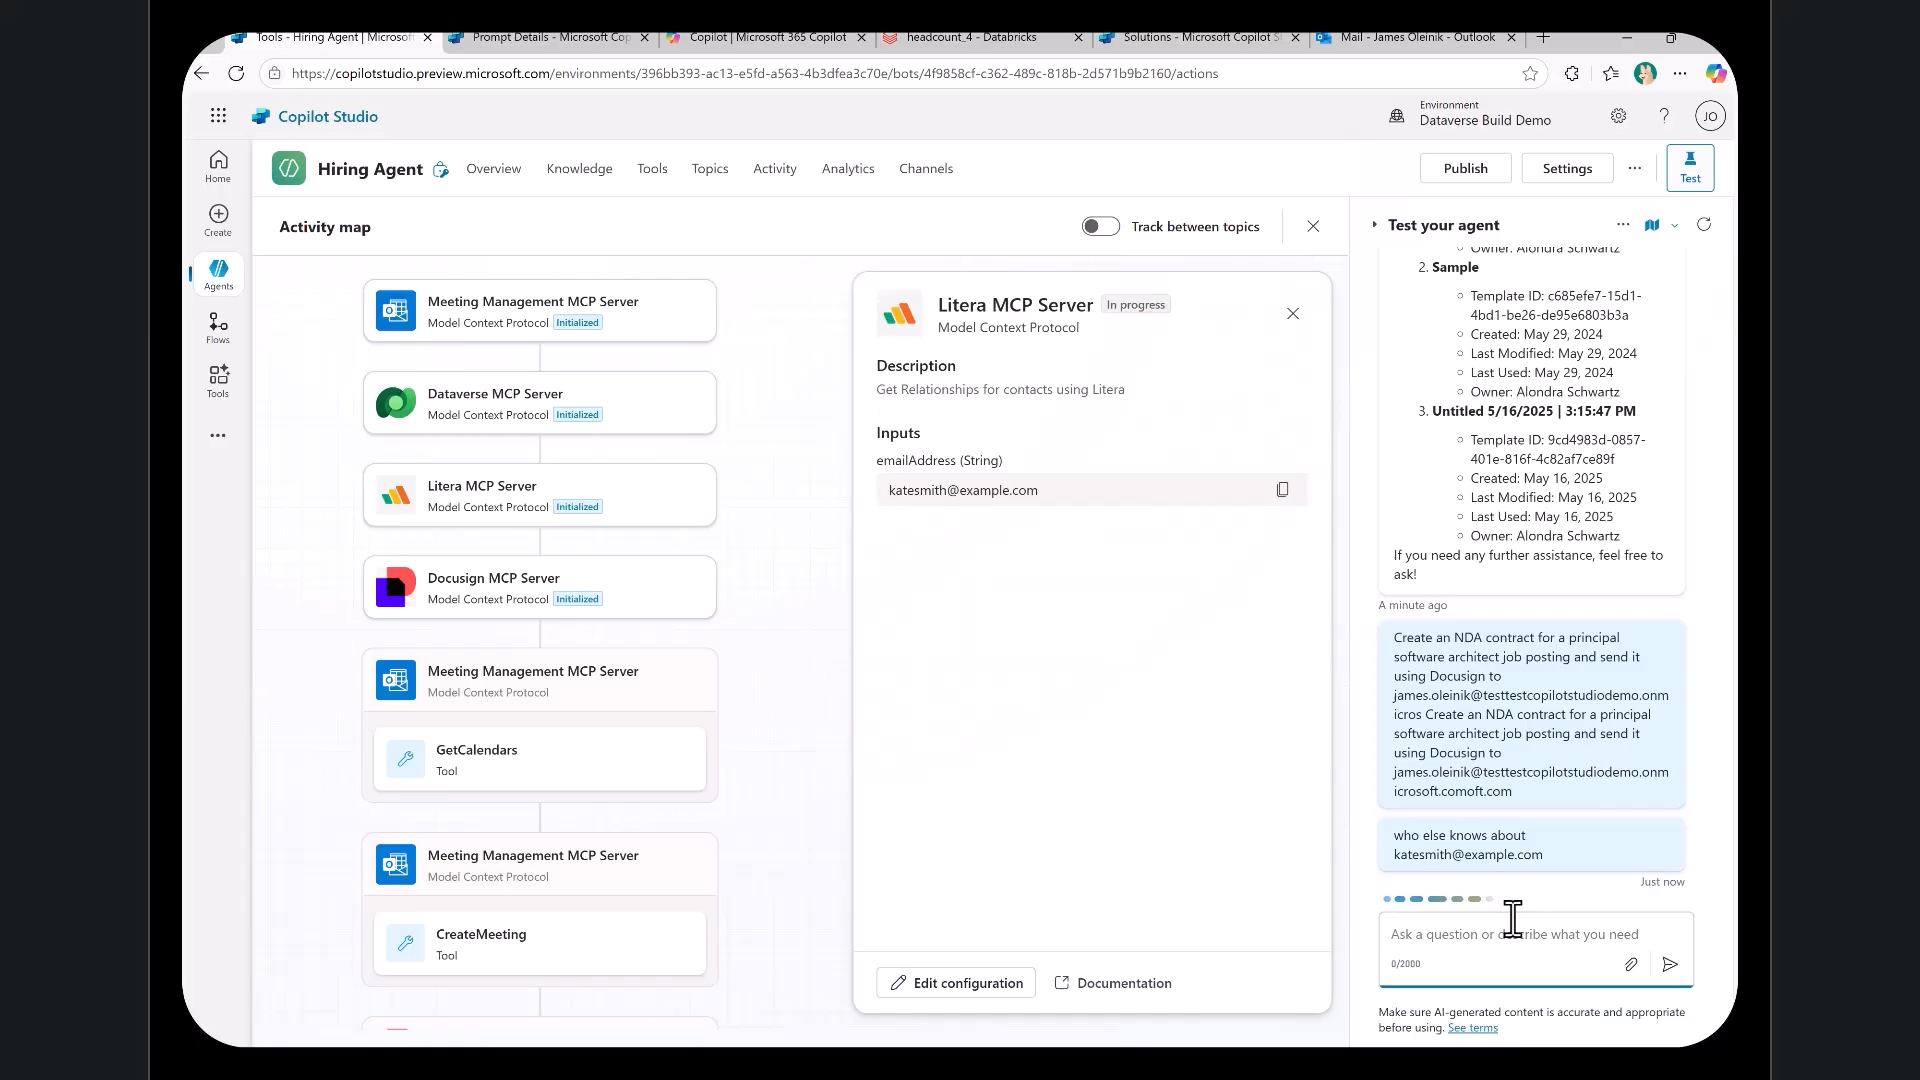 Tools - Hiring Agent | Microsoft
Prompt Details - Microsoft Cop
Copilot | Microsoft 365 Copilot
headcount_4 - Databricks
Solutions - Microsoft Copilot S
Mail - James Oleinik - Outlook
https://copilotstudio.preview.microsoft.com/environments/396bb393-ac13-e5fd-a563-4b3dfea3c70e/bots/4f9858cf-c362-489c-818b-2d571b9b2160/actions
Copilot Studio
Environment
Dataverse Build Demo
JO
Home
Create
Agents
Flows
Tools
Hiring Agent
Overview
Knowledge
Tools
Topics
Activity
Analytics
Channels
Publish
Settings
Test
Activity map
Track between topics
Meeting Management MCP Server
Model Context Protocol Initialized
Dataverse MCP Server
Model Context Protocol Initialized
Litera MCP Server
Model Context Protocol Initialized
Docusign MCP Server
Model Context Protocol Initialized
Meeting Management MCP Server
Model Context Protocol
GetCalendars
Tool
Meeting Management MCP Server
Model Context Protocol
CreateMeeting
Tool
Litera MCP Server In progress
Model Context Protocol
Description
Get Relationships for contacts using Litera
Inputs
emailAddress (String)
katesmith@example.com
Edit configuration
Documentation
Test your agent
Owner: Alondra Schwartz
2. Sample
Template ID: c685efe7-15d1-
4bd1-be26-de95e6803b3a
Created: May 29, 2024
Last Modified: May 29, 2024
Last Used: May 29, 2024
Owner: Alondra Schwartz
3. Untitled 5/16/2025 | 3:15:47 PM
Template ID: 9cd4983d-0857-
401e-816f-4c82af7ce89f
Created: May 16, 2025
Last Modified: May 16, 2025
Last Used: May 16, 2025
Owner: Alondra Schwartz
If you need any further assistance, feel free to
ask!
A minute ago
Create an NDA contract for a principal
software architect job posting and send it
using Docusign to
james.oleinik@testtestcopilotstudiodemo.onm
icros Create an NDA contract for a principal
software architect job posting and send it
using Docusign to
james.oleinik@testtestcopilotstudiodemo.onm
icrosoft.comoft.com
who else knows about
katesmith@example.com
Just now
Ask a question or describe what you need
0/2000
Make sure AI-generated content is accurate and appropriate
before using. See terms